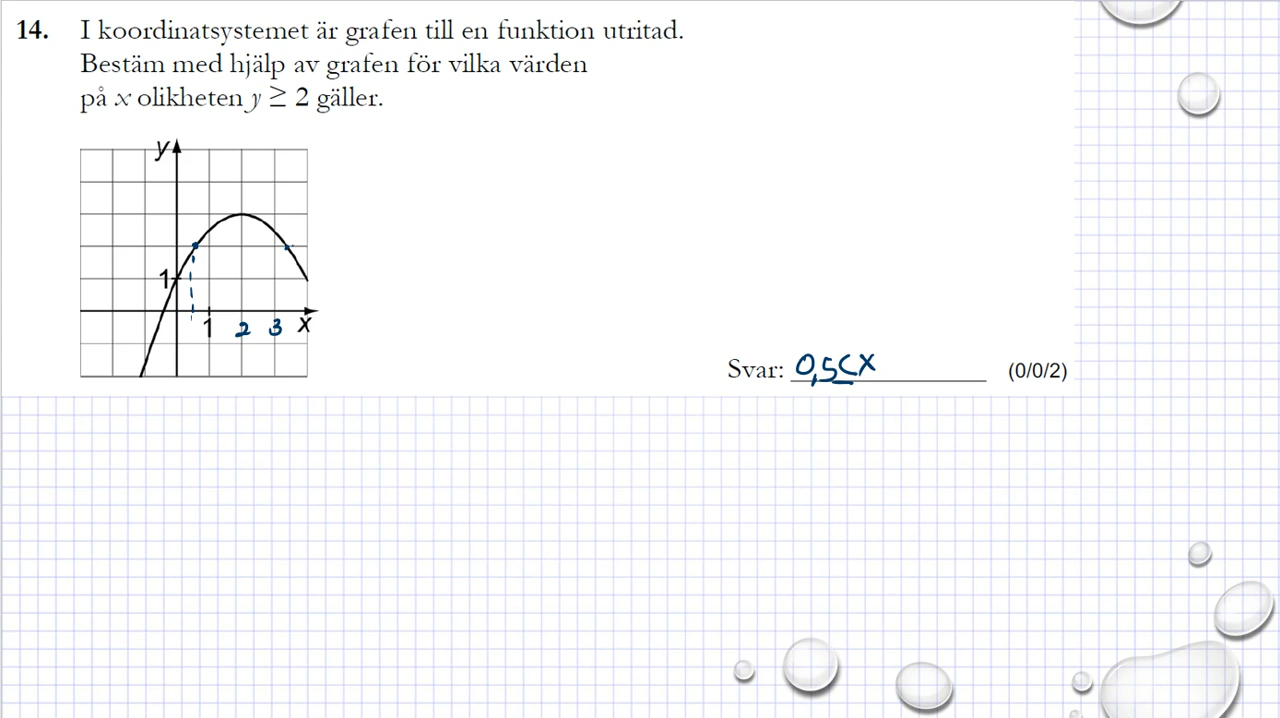 14. I koordinatsystemet är grafen till en funktion utritad.
Bestäm med hjälp av grafen för vilka värden
på x olikheten y ≥ 2 gäller.
y
1
1 2 3 x
Svar: 0,5≤x (0/0/2)